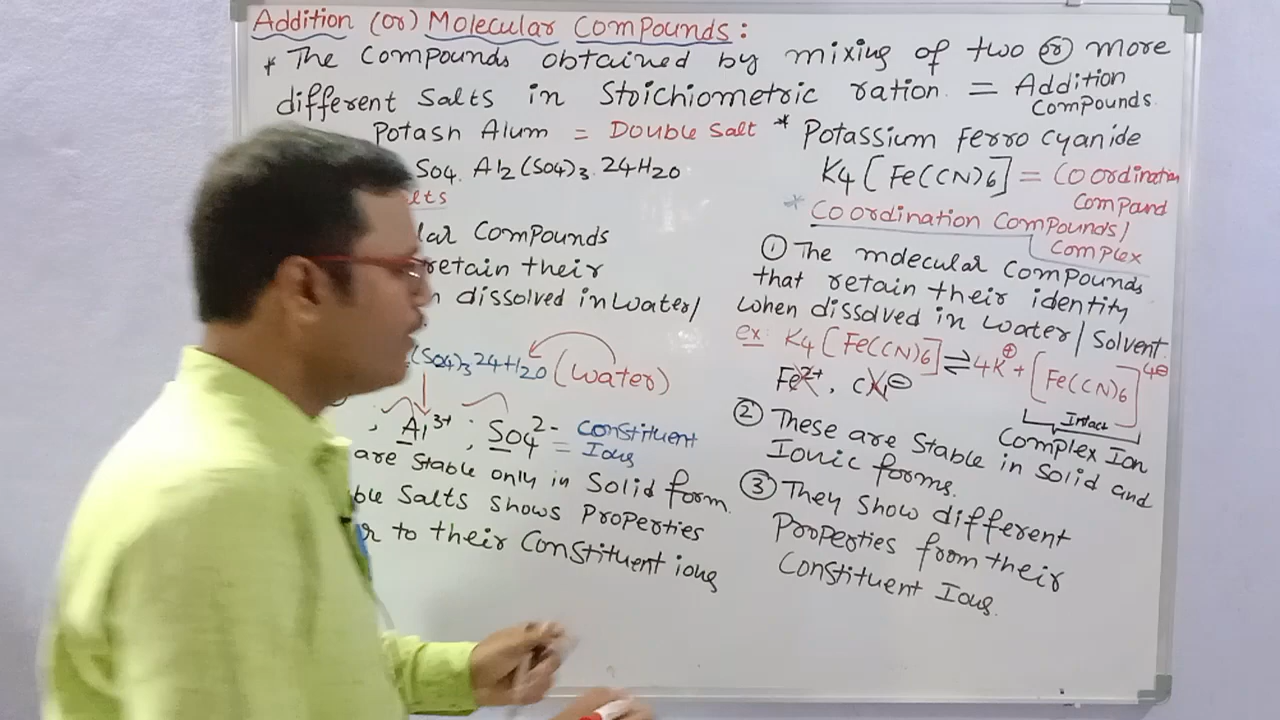 Addition (or) Molecular Compounds:
* The Compounds obtained by mixing of two (or) more
different Salts in Stoichiometric ration = Addition Compounds.
Potash Alum = Double Salt
SO4. Al2(SO4)3. 24H2O
lts
lar Compounds
retain their
n dissolved in water/
(SO4)3 24H2O (water)
; Al3+ ; SO4 2- = Constituent Ions
are Stable only in Solid form.
ble Salts shows Properties
r to their Constituent ions
* Potassium Ferro cyanide
K4[Fe(CN)6] = Coordination Compound
* Coordination Compounds/ Complex
① The molecular Compounds
that retain their identity
when dissolved in water/Solvent.
ex: K4[Fe(CN)6] ⇌ 4K⊕ + [Fe(CN)6]4⊖
Fe2+, CN⊖
Intact
Complex Ion
② These are Stable in Solid and
Ionic forms.
③ They show different
Properties from their
Constituent Ions.